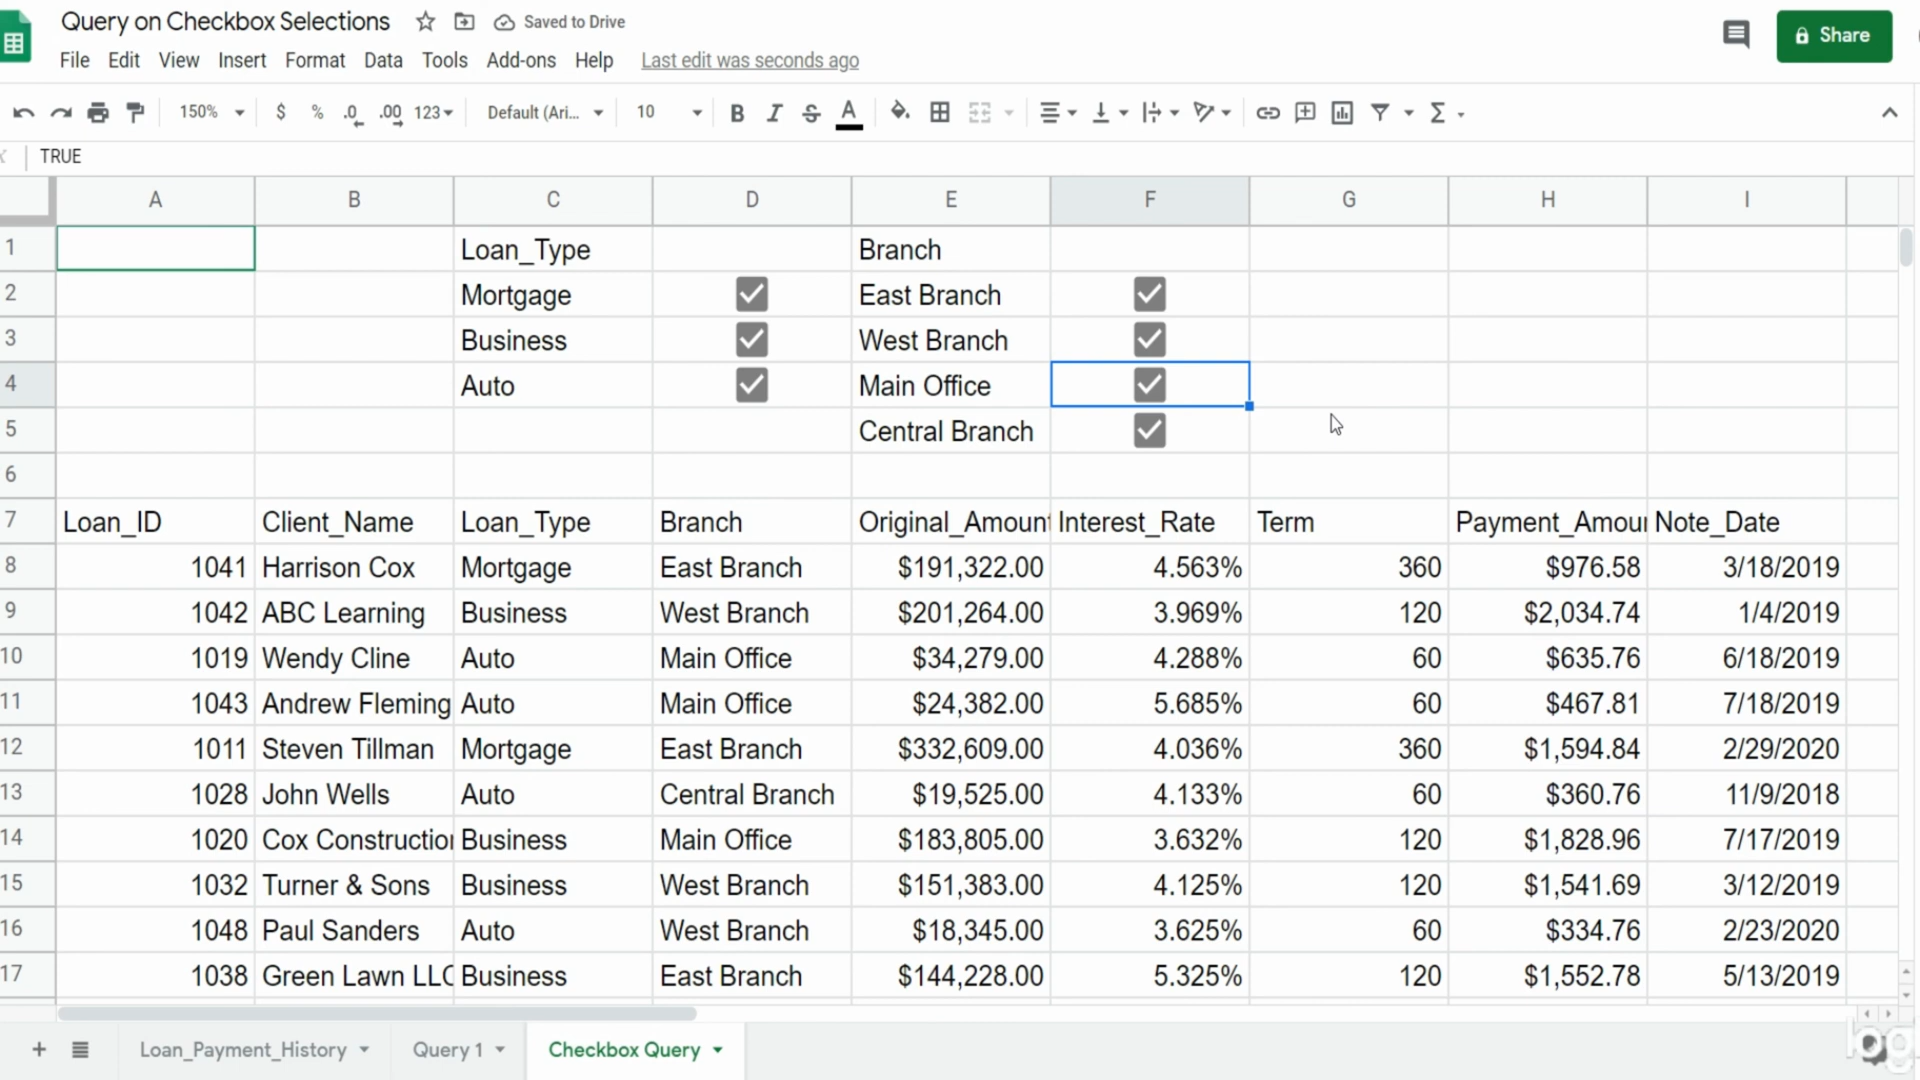 Query on Checkbox Selections Saved to Drive
Share
File Edit View Insert Format Data Tools Add-ons Help Last edit was seconds ago
150% $ % .0 .00 123 Default (Ari... 10 B I S A Σ
TRUE
A B C D E F G H I
1 Loan_Type Branch
2 Mortgage East Branch
3 Business West Branch
4 Auto Main Office
5 Central Branch
6
7 Loan_ID Client_Name Loan_Type Branch Original_Amount Interest_Rate Term Payment_Amou Note_Date
8 1041 Harrison Cox Mortgage East Branch $191,322.00 4.563% 360 $976.58 3/18/2019
9 1042 ABC Learning Business West Branch $201,264.00 3.969% 120 $2,034.74 1/4/2019
10 1019 Wendy Cline Auto Main Office $34,279.00 4.288% 60 $635.76 6/18/2019
11 1043 Andrew Fleming Auto Main Office $24,382.00 5.685% 60 $467.81 7/18/2019
12 1011 Steven Tillman Mortgage East Branch $332,609.00 4.036% 360 $1,594.84 2/29/2020
13 1028 John Wells Auto Central Branch $19,525.00 4.133% 60 $360.76 11/9/2018
14 1020 Cox Construction Business Main Office $183,805.00 3.632% 120 $1,828.96 7/17/2019
15 1032 Turner & Sons Business West Branch $151,383.00 4.125% 120 $1,541.69 3/12/2019
16 1048 Paul Sanders Auto West Branch $18,345.00 3.625% 60 $334.76 2/23/2020
17 1038 Green Lawn LLC Business East Branch $144,228.00 5.325% 120 $1,552.78 5/13/2019
+ Loan_Payment_History Query 1 Checkbox Query